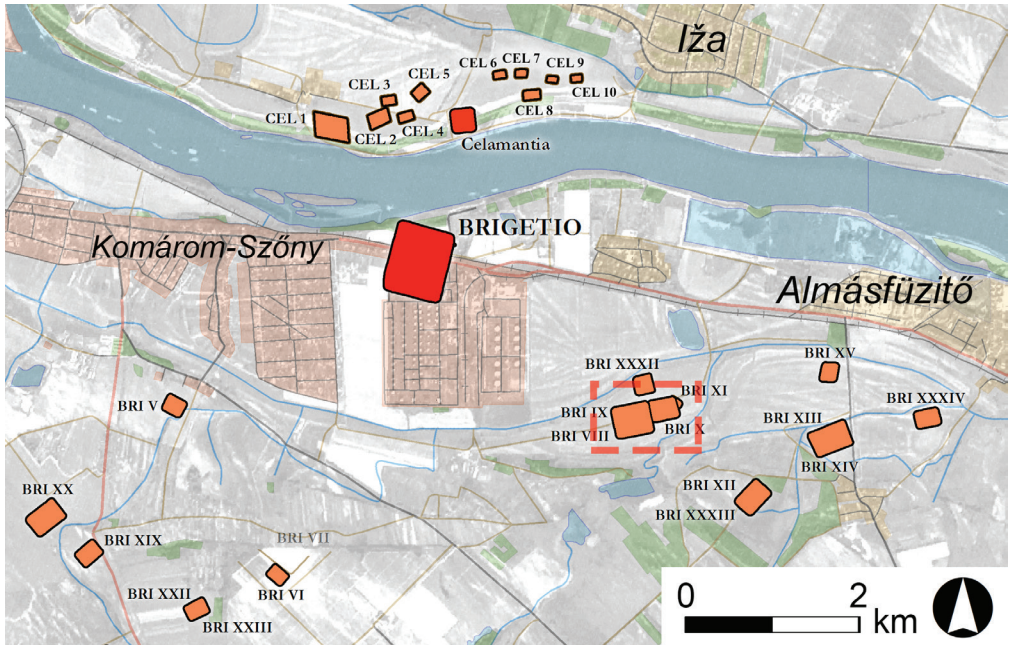 Iža
CEL 6
CEL 7
CEL 9
CEL 5
CEL 3
CEL 10
CEL 8
CEL 1
CEL 2
CEL 4
Celamantia
BRIGETIO
Komárom-Szőny
Almásfüzitő
BRI XV
BRI XXXII
BRI XI
BRI V
BRI IX
BRI XIII
BRI XXXIV
BRI VIII
BRI X
BRI XIV
BRI XII
BRI XX
BRI XXXIII
BRI XIX
BRI VII
BRI VI
BRI XXII
BRI XXIII
0 2
km